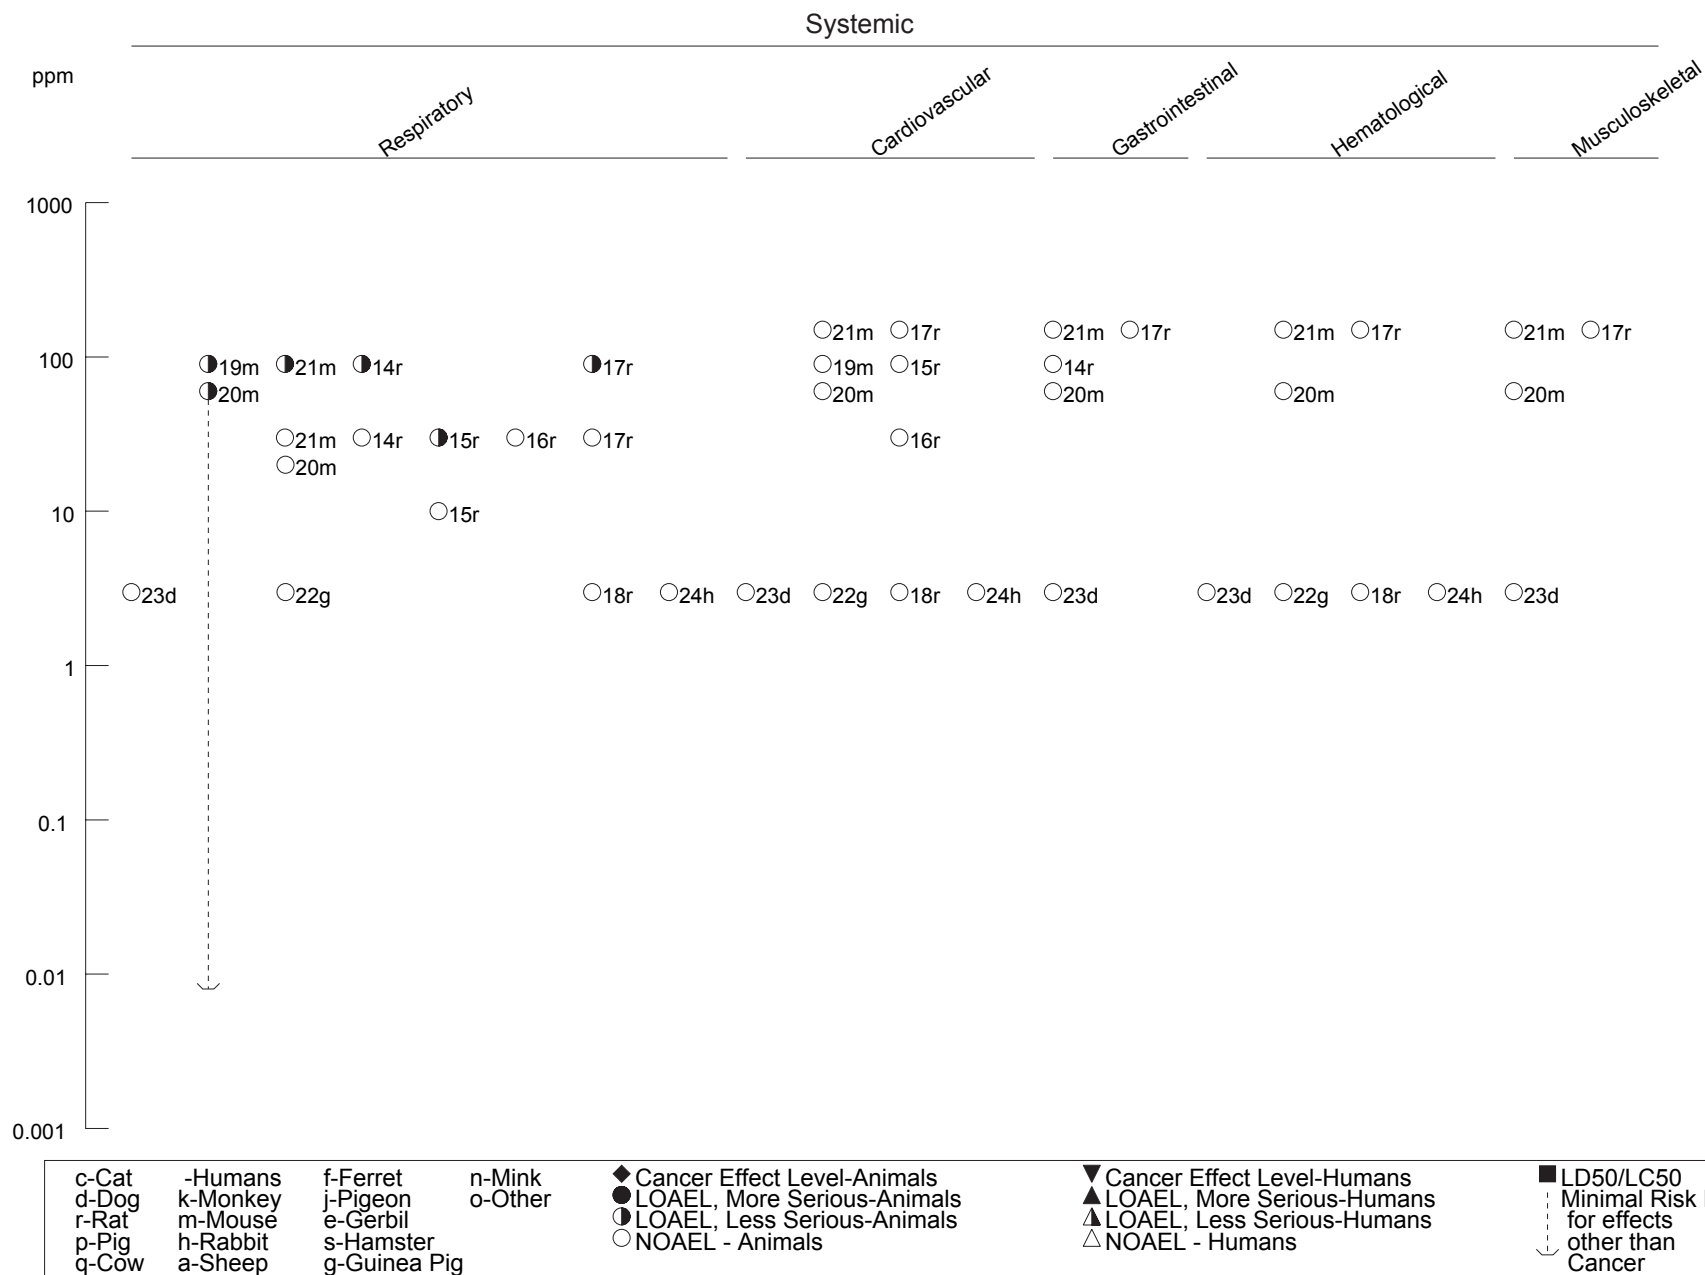 Systemic
ppm
Respiratory Cardiovascular Gastrointestinal Hematological Musculoskeletal
1000
21m 17r 21m 17r 21m 17r 21m 17r
100 19m 21m 14r 17r 19m 15r 14r
20m 20m 20m 20m 20m
21m 14r 15r 16r 17r 16r
20m
10 15r
23d 22g 18r 24h 23d 22g 18r 24h 23d 23d 22g 18r 24h 23d
1
0.1
0.01
0.001
c-Cat -Humans f-Ferret n-Mink Cancer Effect Level-Animals Cancer Effect Level-Humans LD50/LC50
d-Dog k-Monkey j-Pigeon o-Other LOAEL, More Serious-Animals LOAEL, More Serious-Humans Minimal Risk
r-Rat m-Mouse e-Gerbil LOAEL, Less Serious-Animals LOAEL, Less Serious-Humans for effects
p-Pig h-Rabbit s-Hamster NOAEL - Animals NOAEL - Humans other than
q-Cow a-Sheep g-Guinea Pig Cancer